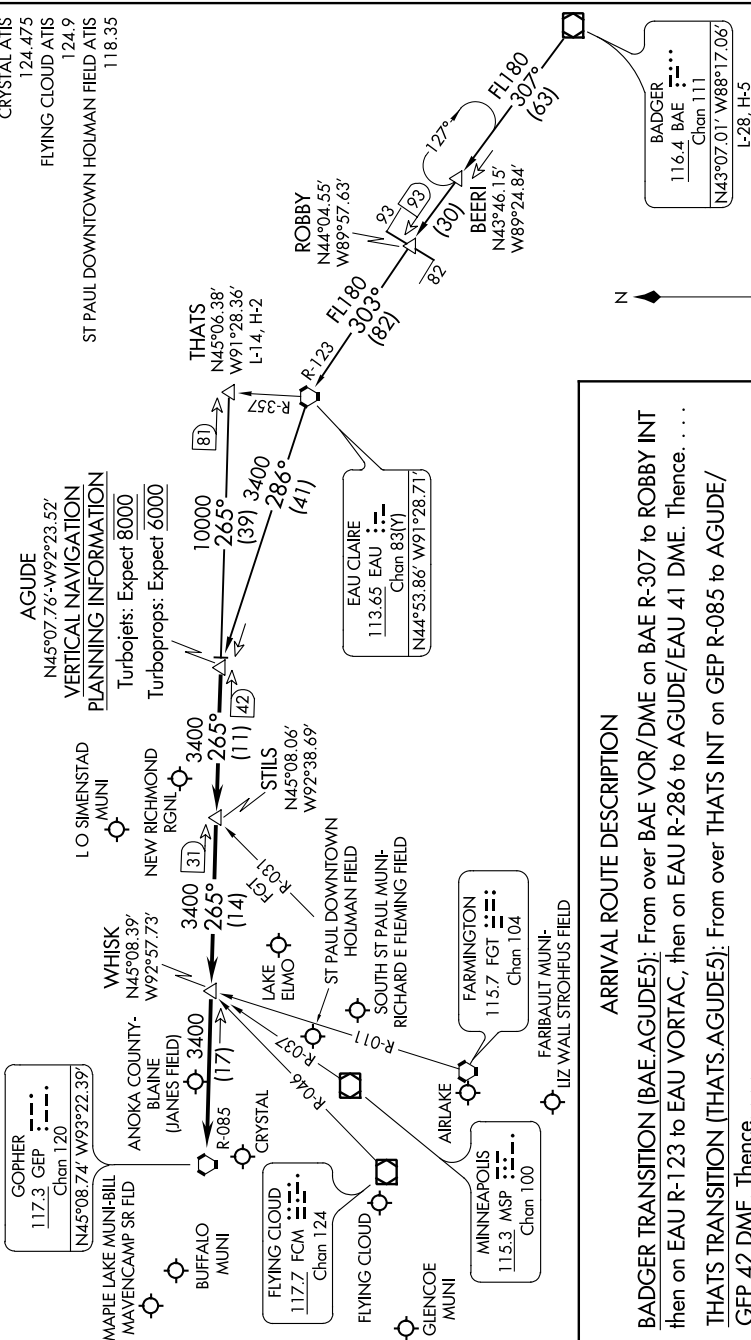 CRYSTAL ATIS
124.475
FLYING CLOUD ATIS
124.9
ST PAUL DOWNTOWN HOLMAN FIELD ATIS
118.35
AGUDE
N45°07.76'-W92°23.52'
VERTICAL NAVIGATION
PLANNING INFORMATION
Turbojets: Expect 8000
Turboprops: Expect 6000
GOPHER
117.3 GEP
Chan 120
N45°08.74' W93°22.39'
MAPLE LAKE MUNI-BILL
MAVENCAMP SR FLD
BUFFALO
MUNI
ANOKA COUNTY-
BLAINE
(JANES FIELD)
R-085
CRYSTAL
3400
(17)
WHISK
N45°08.39'
W92°57.73'
3400
265°
(14)
31
L O SIMENSTAD
MUNI
NEW RICHMOND
RGNL
STILS
N45°08.06'
W92°38.69'
3400
265°
(11)
42
10000
265°
(39)
81
THATS
N45°06.38'
W91°28.36'
L-14, H-2
R-357
3400
286°
(41)
R-123
EAU CLAIRE
113.65 EAU
Chan 83(Y)
N44°53.86' W91°28.71'
FL180
303°
(82)
ROBBY
N44°04.55'
W89°57.63'
93
93
82
(30)
BEERI
N43°46.15'
W89°24.84'
127°
FL180
307°
(63)
BADGER
116.4 BAE
Chan 111
N43°07.01' W88°17.06'
L-28, H-5
N
FGT
R-031
LAKE
ELMO
ST PAUL DOWNTOWN
HOLMAN FIELD
SOUTH ST PAUL MUNI-
RICHARD E FLEMING FIELD
R-011
R-037
R-046
FLYING CLOUD
117.7 FCM
Chan 124
FLYING CLOUD
GLENCOE
MUNI
MINNEAPOLIS
115.3 MSP
Chan 100
FARMINGTON
115.7 FGT
Chan 104
AIRLAKE
FARIBAULT MUNI-
LIZ WALL STROHFUS FIELD
ARRIVAL ROUTE DESCRIPTION
BADGER TRANSITION (BAE.AGUDE5): From over BAE VOR/DME on BAE R-307 to ROBBY INT
then on EAU R-123 to EAU VORTAC, then on EAU R-286 to AGUDE/EAU 41 DME. Thence. . . .
THATS TRANSITION (THATS.AGUDE5): From over THATS INT on GEP R-085 to AGUDE/
GEP 42 DME. Thence. . . .